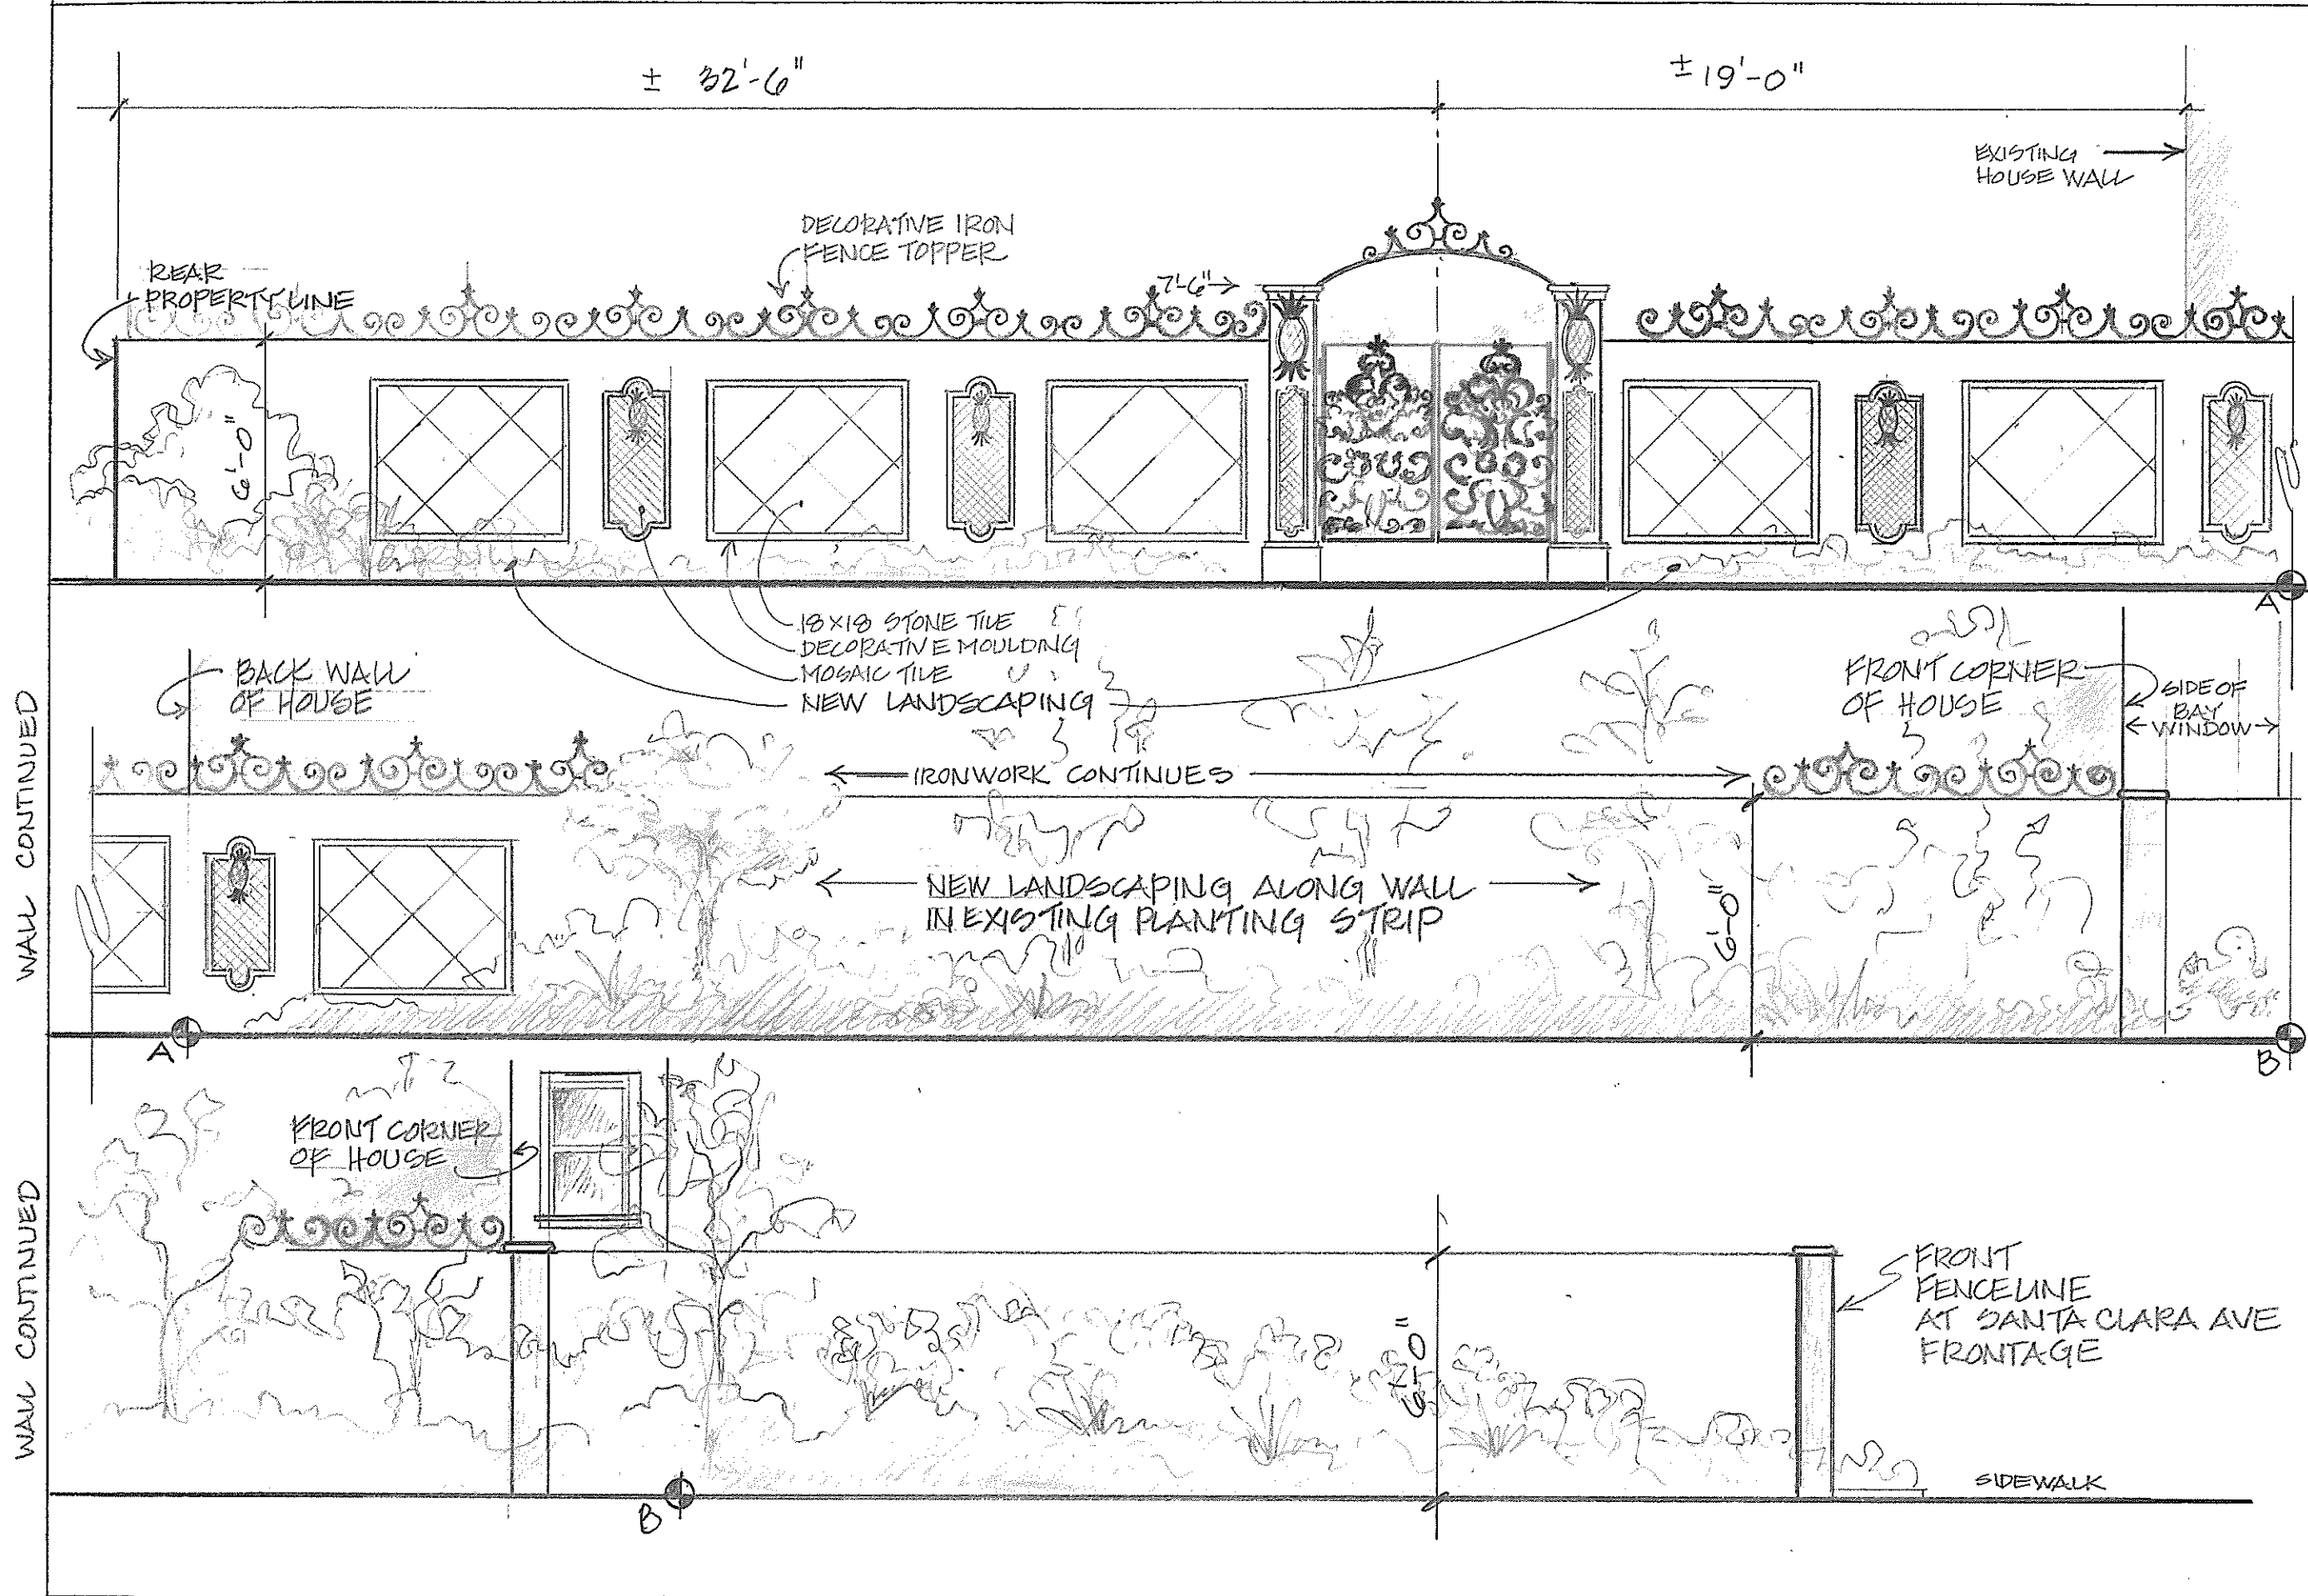 ± 32'-6"
± 19'-0"
EXISTING
HOUSE WALL
DECORATIVE IRON
FENCE TOPPER
REAR
PROPERTY LINE
7'-6"
6'-0"
A
18X18 STONE TILE
DECORATIVE MOULDING
MOSAIC TILE
NEW LANDSCAPING
WALL CONTINUED
BACK WALL
OF HOUSE
FRONT CORNER
OF HOUSE
SIDE OF
BAY
WINDOW
IRONWORK CONTINUES
NEW LANDSCAPING ALONG WALL
IN EXISTING PLANTING STRIP
6'-0"
A
B
WALL CONTINUED
FRONT CORNER
OF HOUSE
6'-0"
FRONT
FENCELINE
AT SANTA CLARA AVE
FRONTAGE
SIDEWALK
B